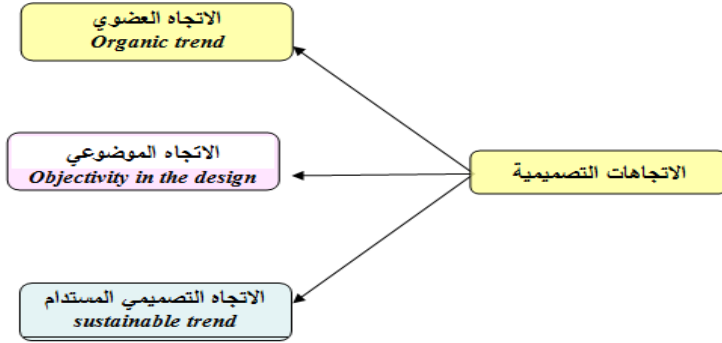 الاتجاه العضوي
Organic trend
الاتجاه الموضوعي
Objectivity in the design
الاتجاهات التصميمية
الاتجاه التصميمي المستدام
sustainable trend